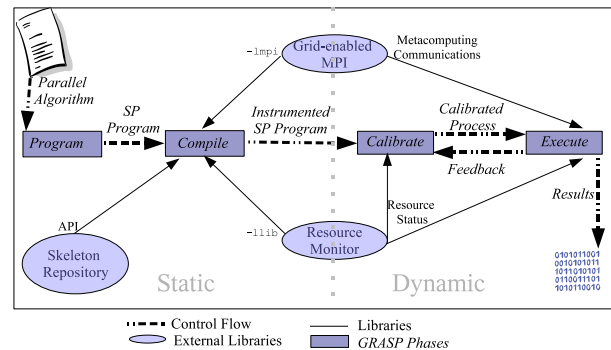 -lmpi
Grid-enabled
MPI
Metacomputing
Communications
Parallel
Algorithm
SP
Program
Instrumented
SP Program
Calibrated
Process
Program
Compile
Calibrate
Execute
Feedback
Results
API
Resource
Status
Skeleton
Repository
-llib
Resource
Monitor
Static
Dynamic
0101011001
0010101011
1011010101
0110011101
1010110010
Control Flow
Libraries
External Libraries
GRASP Phases